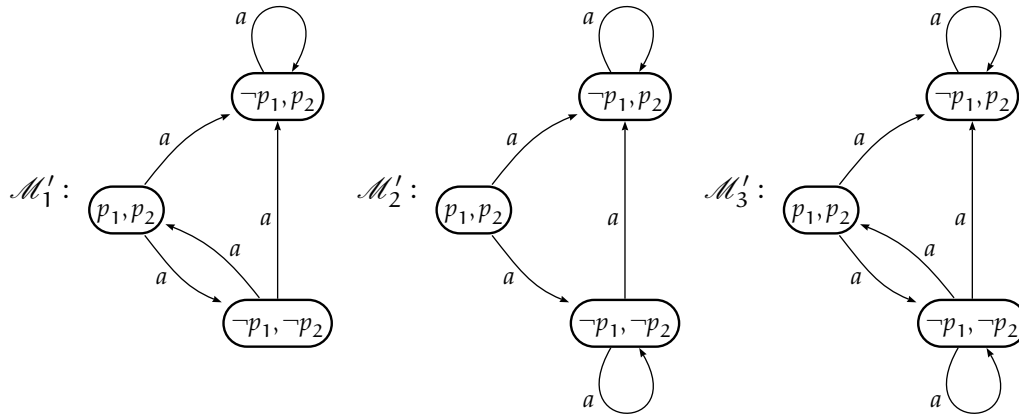 a a a
¬p₁, p₂ ¬p₁, p₂ ¬p₁, p₂
a a a
ℳ′₁ : p₁, p₂ a ℳ′₂ : p₁, p₂ a ℳ′₃ : p₁, p₂ a
a a a
a a a
¬p₁, ¬p₂ ¬p₁, ¬p₂ ¬p₁, ¬p₂
a a